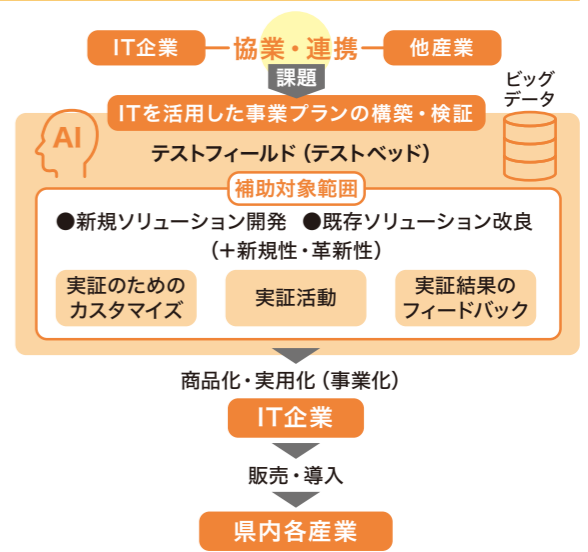 IT企業 協業・連携 他産業
課題
ビッグ
データ
ITを活用した事業プランの構築・検証
AI
テストフィールド(テストベッド)
補助対象範囲
●新規ソリューション開発 ●既存ソリューション改良
(+新規性・革新性)
実証のための
カスタマイズ
実証活動
実証結果の
フィードバック
商品化・実用化(事業化)
IT企業
販売・導入
県内各産業